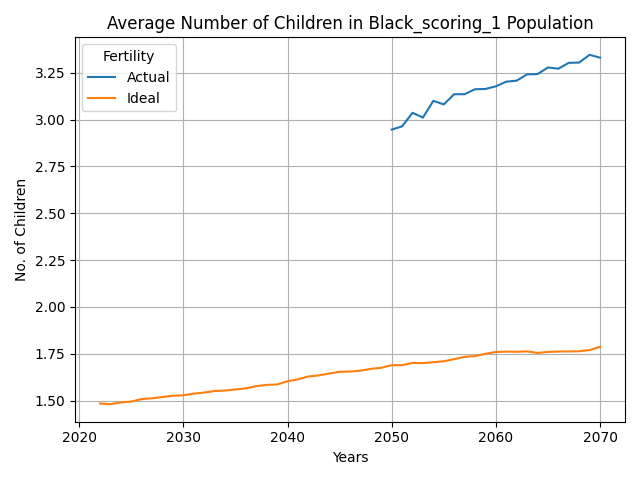 Average Number of Children in Black_scoring_1 Population
Fertility
Actual
Ideal
No. of Children
3.25
3.00
2.75
2.50
2.25
2.00
1.75
1.50
2020 2030 2040 2050 2060 2070
Years